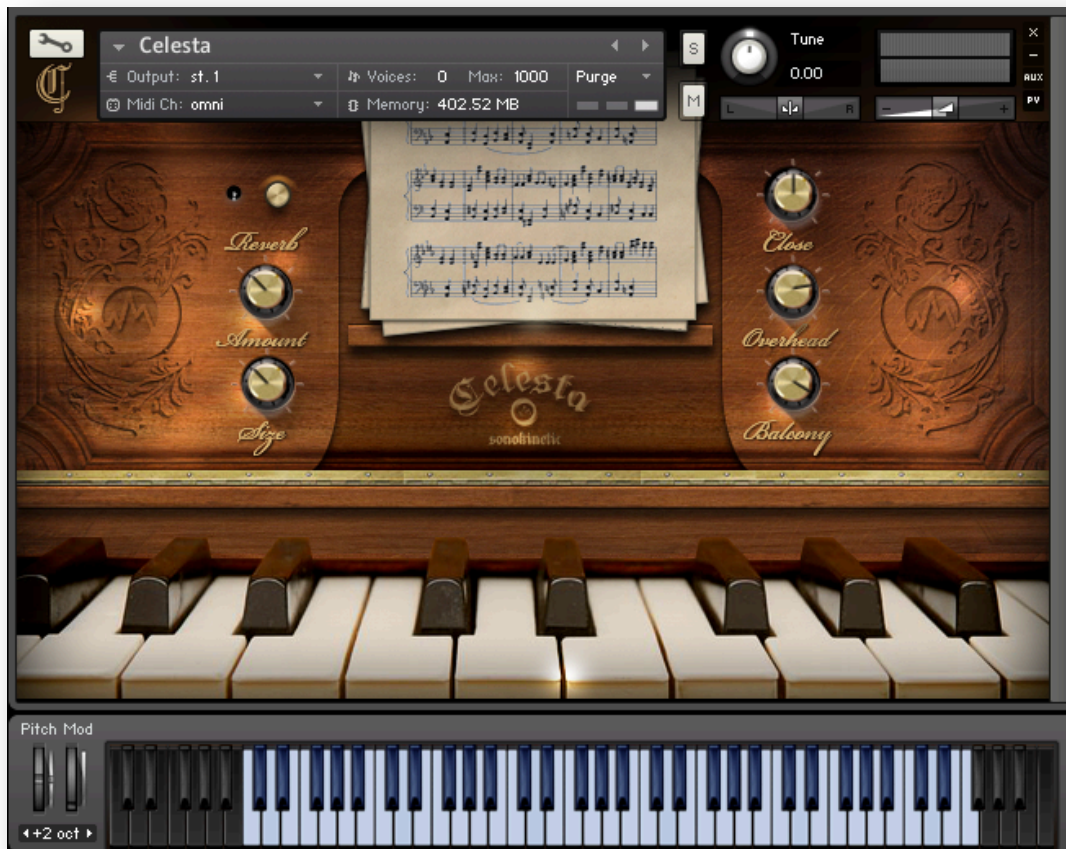 Celesta
S
Tune
0.00
×
-
AUX
PV
Output: st. 1
Voices: 0 Max: 1000
Purge
Midi Ch: omni
Memory: 402.52 MB
M
L
R
-
+
Reverb
Amount
Size
Close
Overhead
Balcony
Celesta
sonokinetic
Pitch Mod
+2 oct